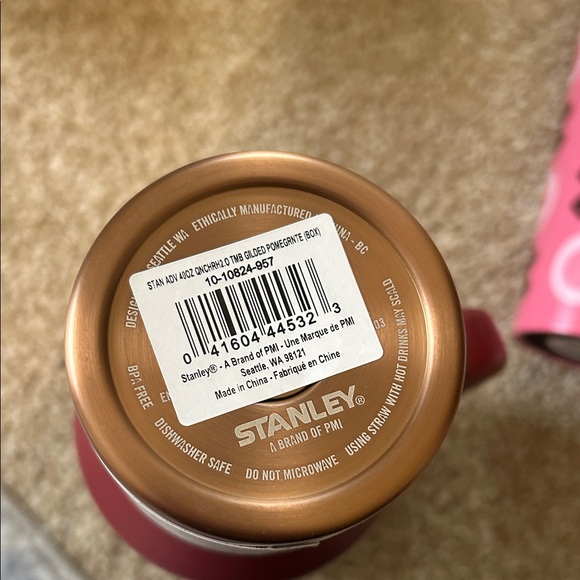 STAN ADV 40OZ QNCHRH2.O TMB GILDED POMEGRNTE (BOX)
10-10824-957
0 41604 44532 3
Stanley® - A Brand of PMI - Une Marque de PMI
Seattle, WA 98121
Made in China - Fabriqué en Chine
SEATTLE WA
ETHICALLY MANUFACTURED
- BC
BPA FREE
DISHWASHER SAFE
DO NOT MICROWAVE
USING STRAW WITH HOT DRINKS MAY SCALD
STANLEY®
A BRAND OF PMI